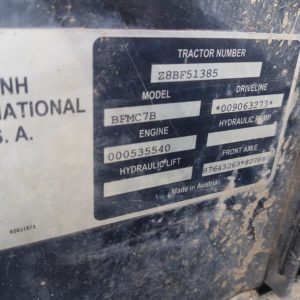 NH
NATIONAL
S. A.
TRACTOR NUMBER
Z8BF51385
MODEL
DRIVELINE
BFMC7B
*009063273*
ENGINE
HYDRAULIC PUMP
000535540
HYDRAULIC LIFT
FRONT AXLE
Made in Austria